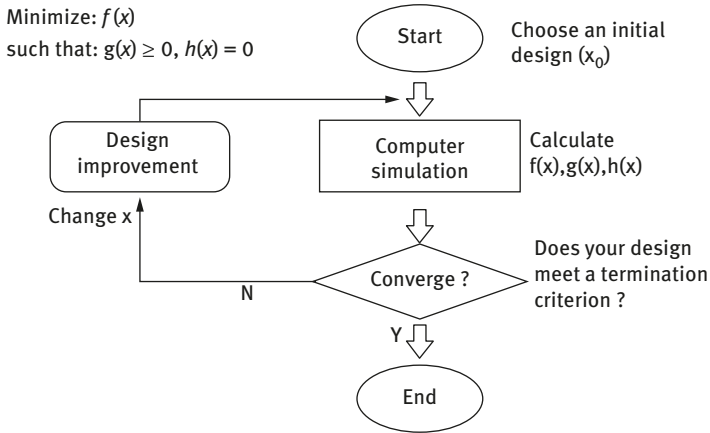 Minimize: f(x)
such that: g(x) ≥ 0, h(x) = 0
Start
Choose an initial
design (x₀)
Design
improvement
Computer
simulation
Calculate
f(x),g(x),h(x)
Change x
Converge ?
Does your design
meet a termination
criterion ?
N
Y
End